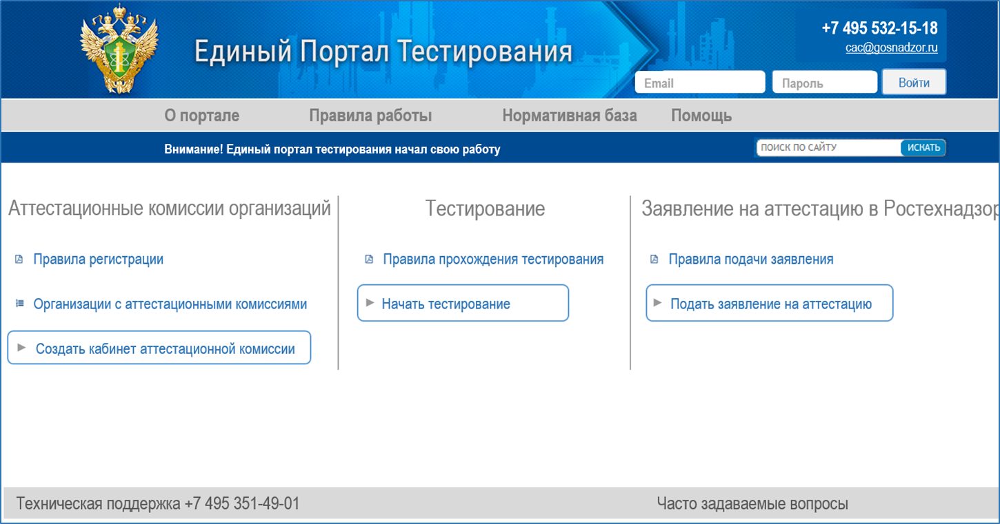 +7 495 532-15-18
cac@gosnadzor.ru
Единый Портал Тестирования
Email
Пароль
Войти
О портале
Правила работы
Нормативная база
Помощь
Внимание! Единый портал тестирования начал свою работу
ПОИСК ПО САЙТУ
ИСКАТЬ
Аттестационные комиссии организаций
Правила регистрации
Организации с аттестационными комиссиями
Создать кабинет аттестационной комиссии
Тестирование
Правила прохождения тестирования
Начать тестирование
Заявление на аттестацию в Ростехнадзор
Правила подачи заявления
Подать заявление на аттестацию
Техническая поддержка +7 495 351-49-01
Часто задаваемые вопросы